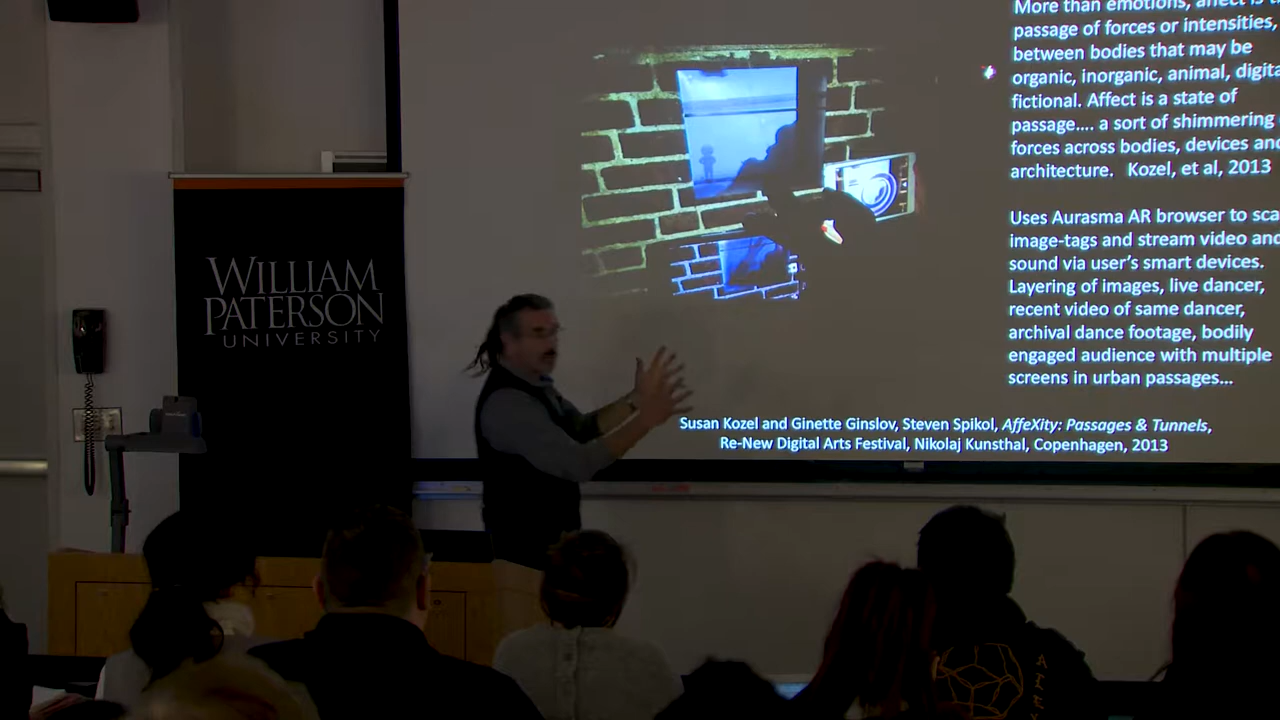 WILLIAM
PATERSON
UNIVERSITY
More than emotions, affect is
passage of forces or intensities,
between bodies that may be
organic, inorganic, animal,
fictional. Affect is a state of
passage.... a sort of shimmering
forces across bodies, devices
architecture. Kozel, et al, 2013
Uses Aurasma AR browser to
image-tags and stream video
sound via user's smart devices.
Layering of images, live dancer,
recent video of same dancer,
archival dance footage, bodily
engaged audience with multiple
screens in urban passages...
Susan Kozel and Ginette Ginslov, Steven Spikol, AffeXity: Passages & Tunnels,
Re-New Digital Arts Festival, Nikolaj Kunsthal, Copenhagen, 2013